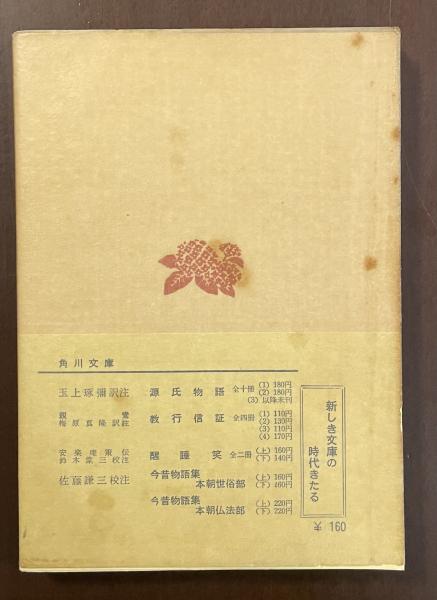 角川文庫
玉上琢彌訳注 源氏物語 全十冊 (1) 180円
(2) 180円
(3) 以降未刊
親鸞
梅原真隆訳註 教行信証 全四冊 (1) 110円
(2) 130円
(3) 110円
(4) 170円
安楽庵策伝
鈴木棠三校注 醒睡笑 全二冊 (上) 160円
(下) 140円
佐藤謙三校注 今昔物語集
本朝世俗部 (上) 160円
(下) 160円
今昔物語集
本朝仏法部 (上) 220円
(下) 220円
新しき文庫の
時代きたる
¥ 160